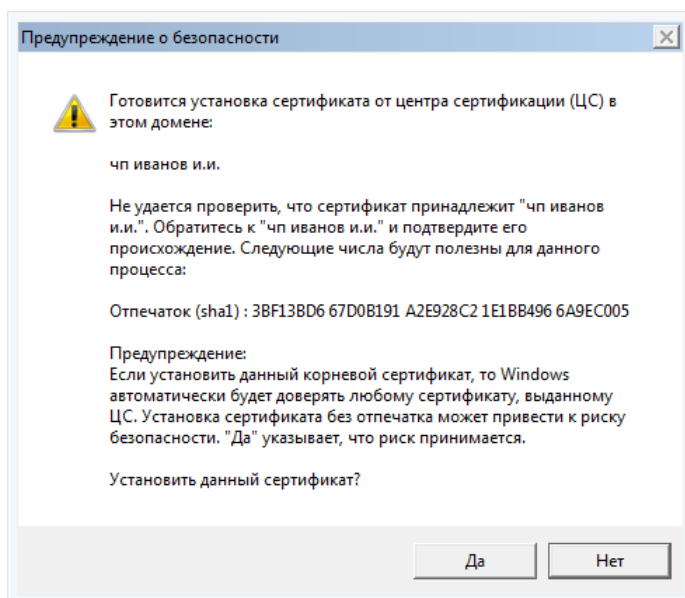 Предупреждение о безопасности
Готовится установка сертификата от центра сертификации (ЦС) в
этом домене:
чп иванов и.и.
Не удается проверить, что сертификат принадлежит "чп иванов
и.и.". Обратитесь к "чп иванов и.и." и подтвердите его
происхождение. Следующие числа будут полезны для данного
процесса:
Отпечаток (sha1) : 3BF13BD6 67D0B191 A2E928C2 1E1BB496 6A9EC005
Предупреждение:
Если установить данный корневой сертификат, то Windows
автоматически будет доверять любому сертификату, выданному
ЦС. Установка сертификата без отпечатка может привести к риску
безопасности. "Да" указывает, что риск принимается.
Установить данный сертификат?
Да
Нет